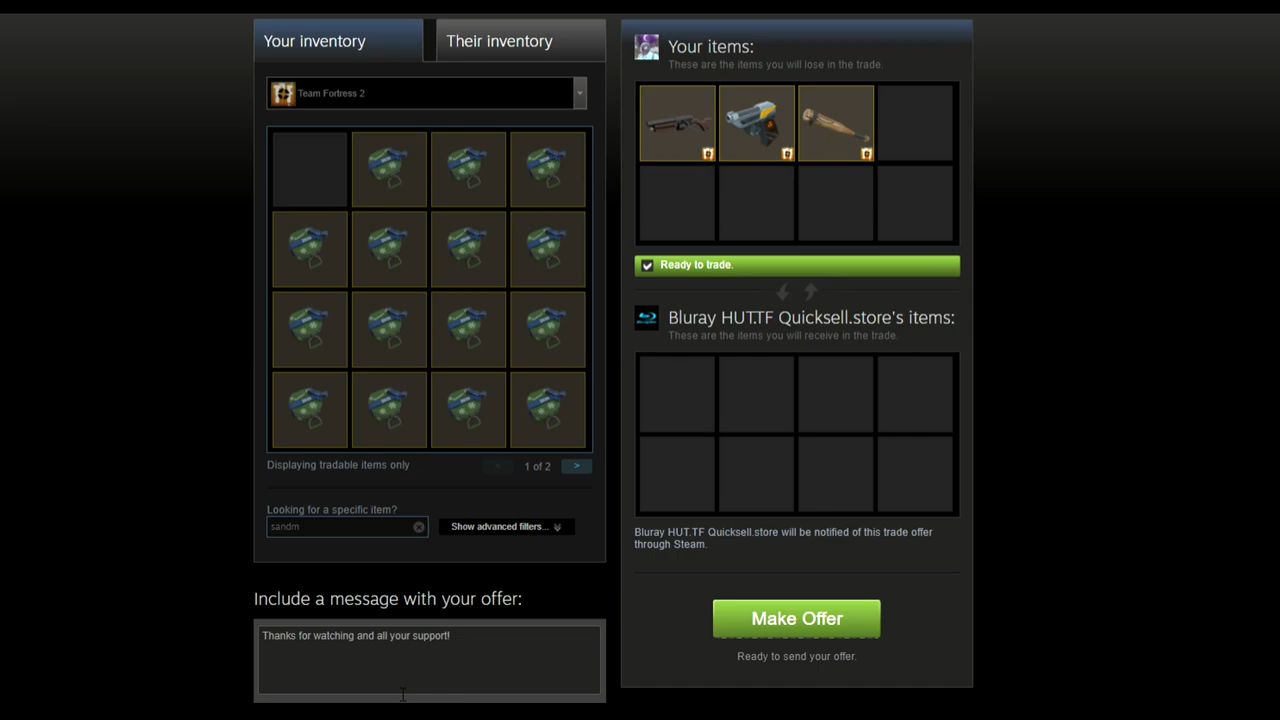 Your inventory
Their inventory
Team Fortress 2
Displaying tradable items only
1 of 2
>
Looking for a specific item?
sandm
Show advanced filters...
Include a message with your offer:
Thanks for watching and all your support!
Your items:
These are the items you will lose in the trade.
Ready to trade.
Bluray HUT.TF Quicksell.store's items:
These are the items you will receive in the trade.
Bluray HUT.TF Quicksell.store will be notified of this trade offer
through Steam.
Make Offer
Ready to send your offer.